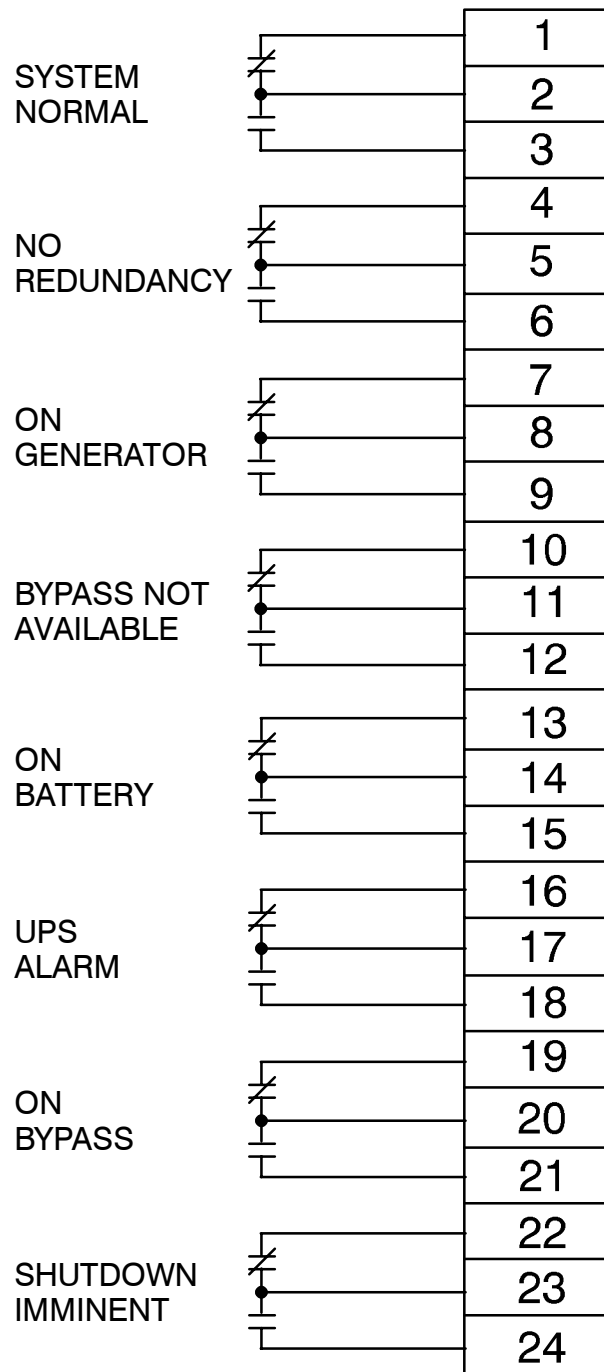 1
SYSTEM
NORMAL
2
3
4
NO
REDUNDANCY
5
6
7
ON
GENERATOR
8
9
10
BYPASS NOT
AVAILABLE
11
12
13
ON
BATTERY
14
15
16
UPS
ALARM
17
18
19
ON
BYPASS
20
21
22
SHUTDOWN
IMMINENT
23
24